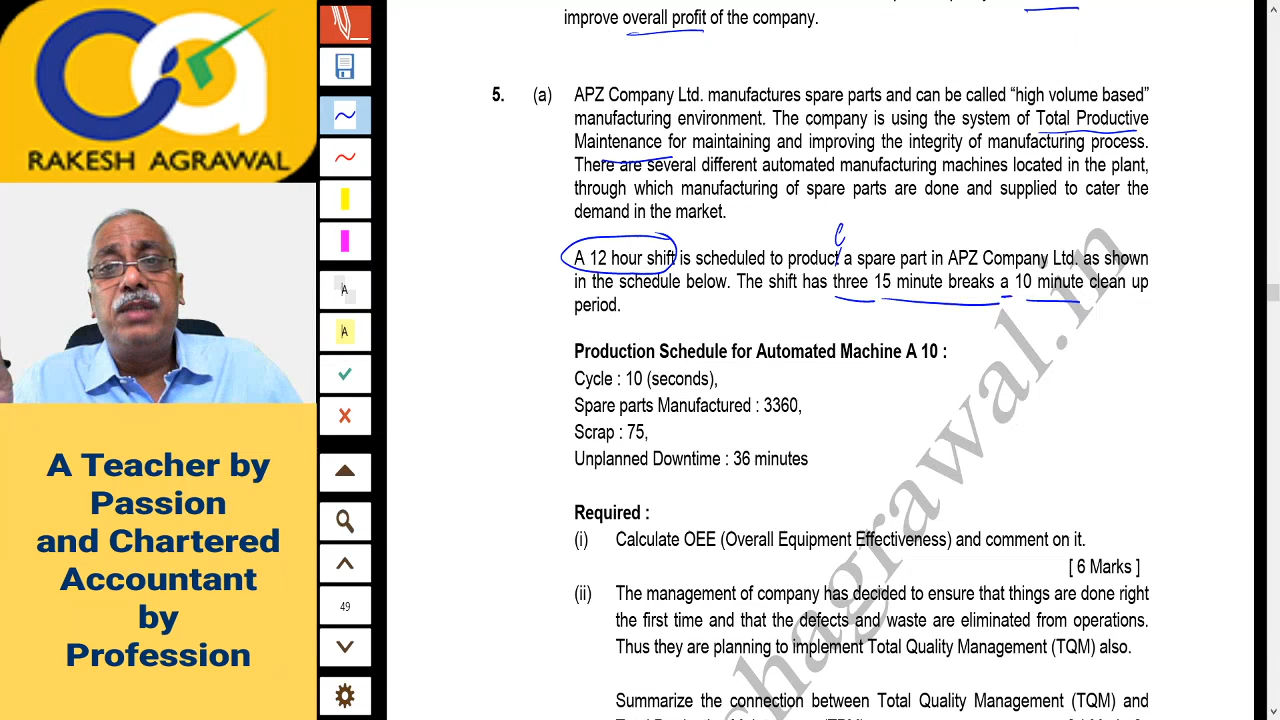 improve overall profit of the company.
RAKESH AGRAWAL
A Teacher by
Passion
and Chartered
Accountant
by
Profession
A
A
49
5. (a) APZ Company Ltd. manufactures spare parts and can be called “high volume based”
manufacturing environment. The company is using the system of Total Productive
Maintenance for maintaining and improving the integrity of manufacturing process.
There are several different automated manufacturing machines located in the plant,
through which manufacturing of spare parts are done and supplied to cater the
demand in the market.
e
A 12 hour shift is scheduled to product a spare part in APZ Company Ltd. as shown
in the schedule below. The shift has three 15 minute breaks a 10 minute clean up
period.
Production Schedule for Automated Machine A 10 :
Cycle : 10 (seconds),
Spare parts Manufactured : 3360,
Scrap : 75,
Unplanned Downtime : 36 minutes
Required :
(i) Calculate OEE (Overall Equipment Effectiveness) and comment on it.
[ 6 Marks ]
(ii) The management of company has decided to ensure that things are done right
the first time and that the defects and waste are eliminated from operations.
Thus they are planning to implement Total Quality Management (TQM) also.
Summarize the connection between Total Quality Management (TQM) and
hagrawal.in